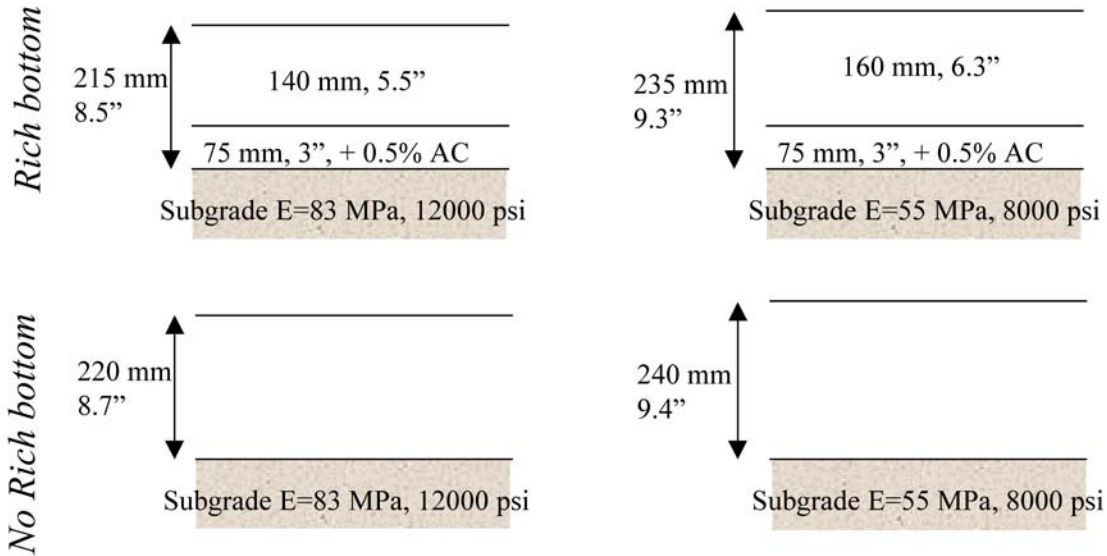 Rich bottom
215 mm
8.5”
140 mm, 5.5”
75 mm, 3”, + 0.5% AC
Subgrade E=83 MPa, 12000 psi
235 mm
9.3”
160 mm, 6.3”
75 mm, 3”, + 0.5% AC
Subgrade E=55 MPa, 8000 psi
No Rich bottom
220 mm
8.7”
Subgrade E=83 MPa, 12000 psi
240 mm
9.4”
Subgrade E=55 MPa, 8000 psi